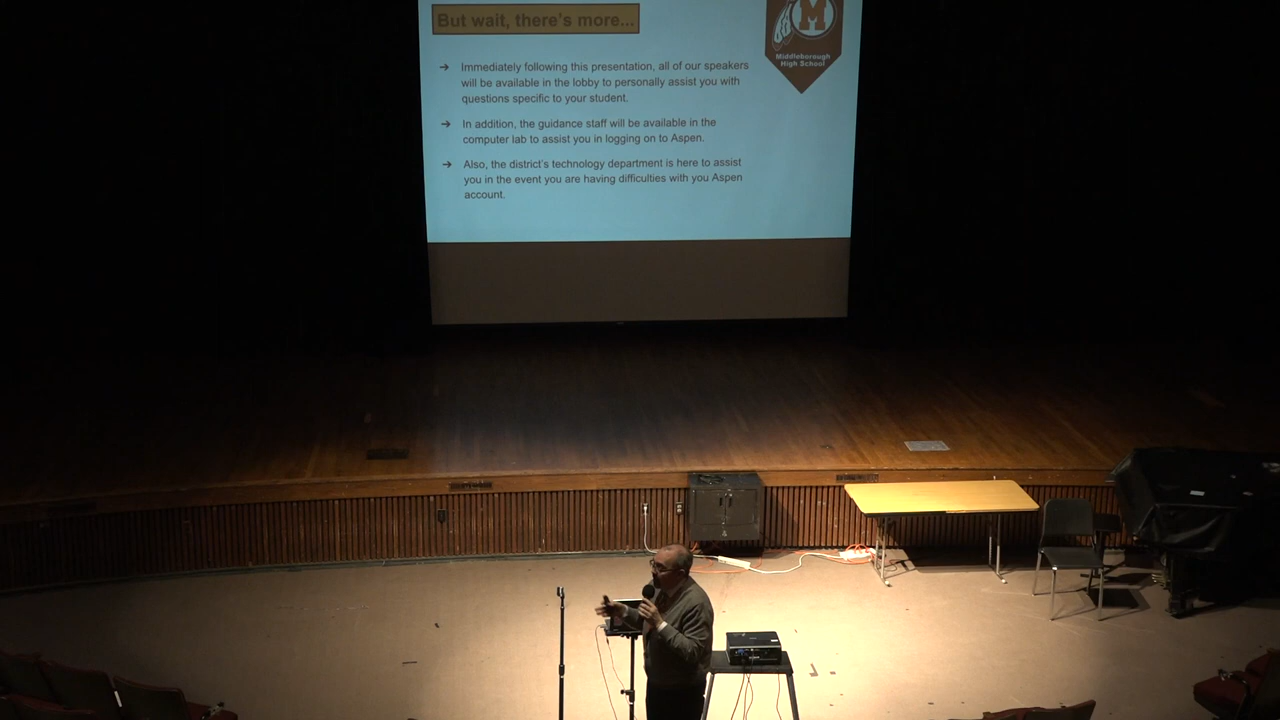 But wait, there's more...
M
Middleborough
High School
➔ Immediately following this presentation, all of our speakers
will be available in the lobby to personally assist you with
questions specific to your student.
➔ In addition, the guidance staff will be available in the
computer lab to assist you in logging on to Aspen.
➔ Also, the district's technology department is here to assist
you in the event you are having difficulties with you Aspen
account.